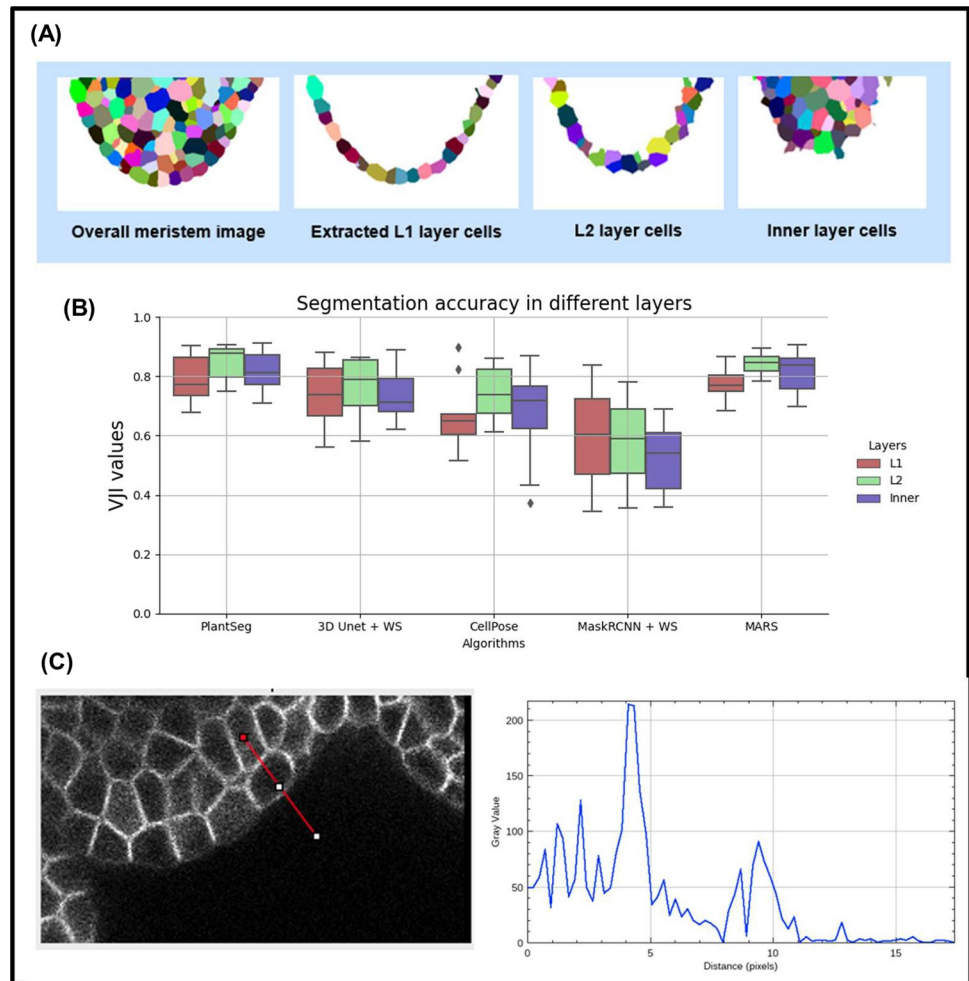 (A)
Overall meristem image
Extracted L1 layer cells
L2 layer cells
Inner layer cells
(B)
Segmentation accuracy in different layers
VJI values
1.0
0.8
0.6
0.4
0.2
0.0
PlantSeg
3D Unet + WS
CellPose
MaskRCNN + WS
MARS
Algorithms
Layers
L1
L2
Inner
(C)
Gray Value
200
150
100
50
0
0
5
10
15
Distance (pixels)